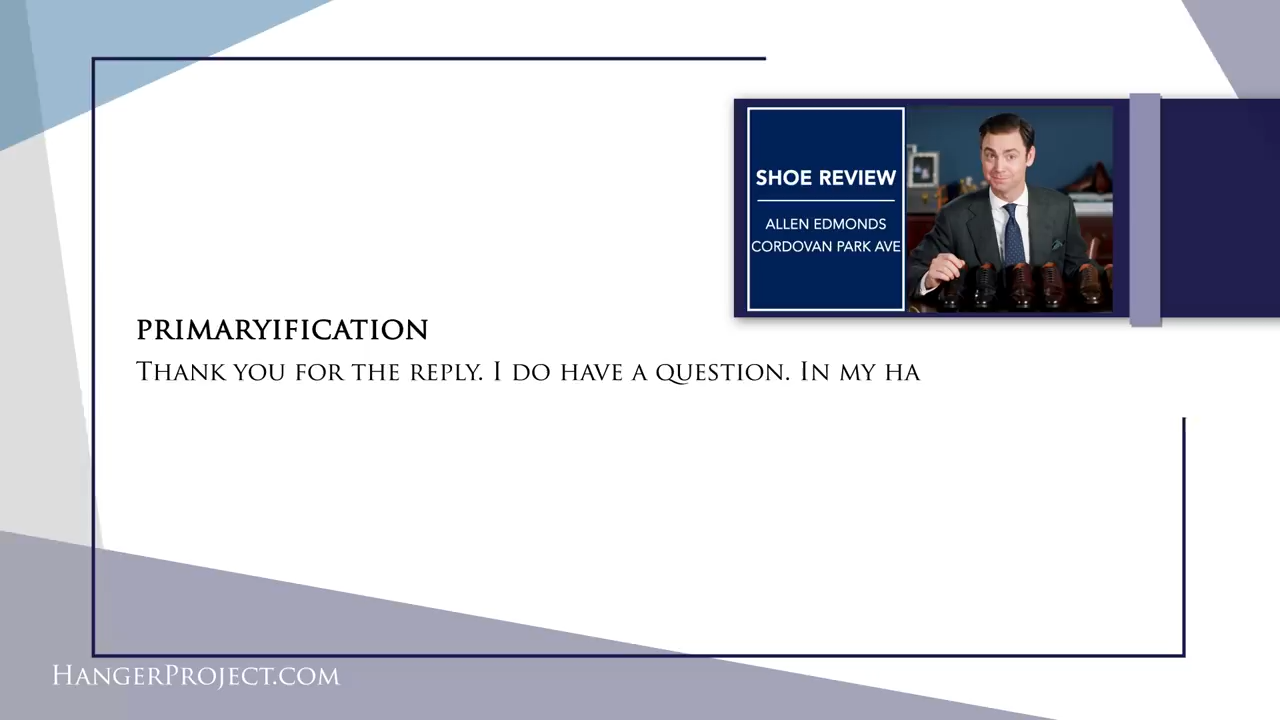 SHOE REVIEW
ALLEN EDMONDS
CORDOVAN PARK AVE
PRIMARYIFICATION
THANK YOU FOR THE REPLY. I DO HAVE A QUESTION. IN MY HA
HANGERPROJECT.COM